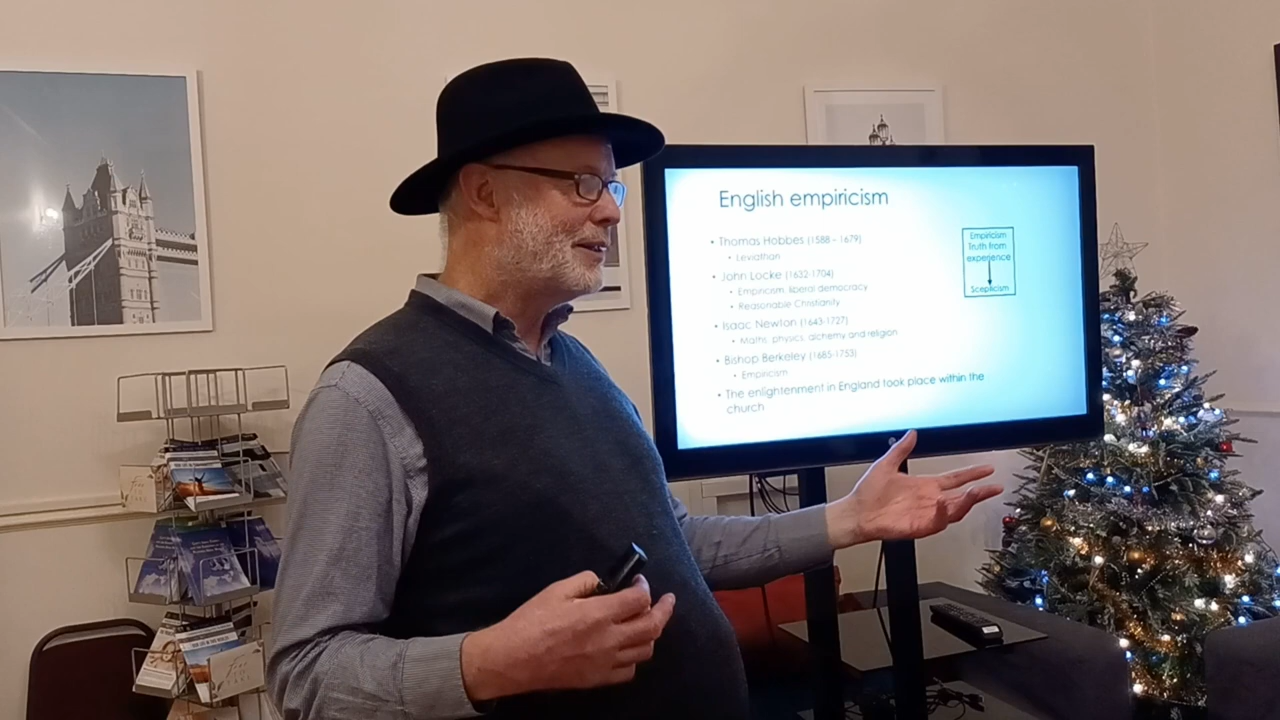 English empiricism
• Thomas Hobbes (1588 – 1679)
• Leviathan
• John Locke (1632-1704)
• Empiricism, liberal democracy
• Reasonable Christianity
• Isaac Newton (1643-1727)
• Maths, physics, alchemy and religion
• Bishop Berkeley (1685-1753)
• Empiricism
• The enlightenment in England took place within the
church
Empiricism
Truth from
experience
Scepticism